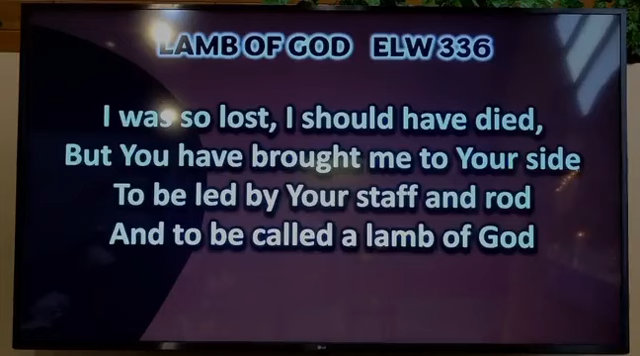 LAMB OF GOD ELW 336
I was so lost, I should have died,
But You have brought me to Your side
To be led by Your staff and rod
And to be called a lamb of God
LG